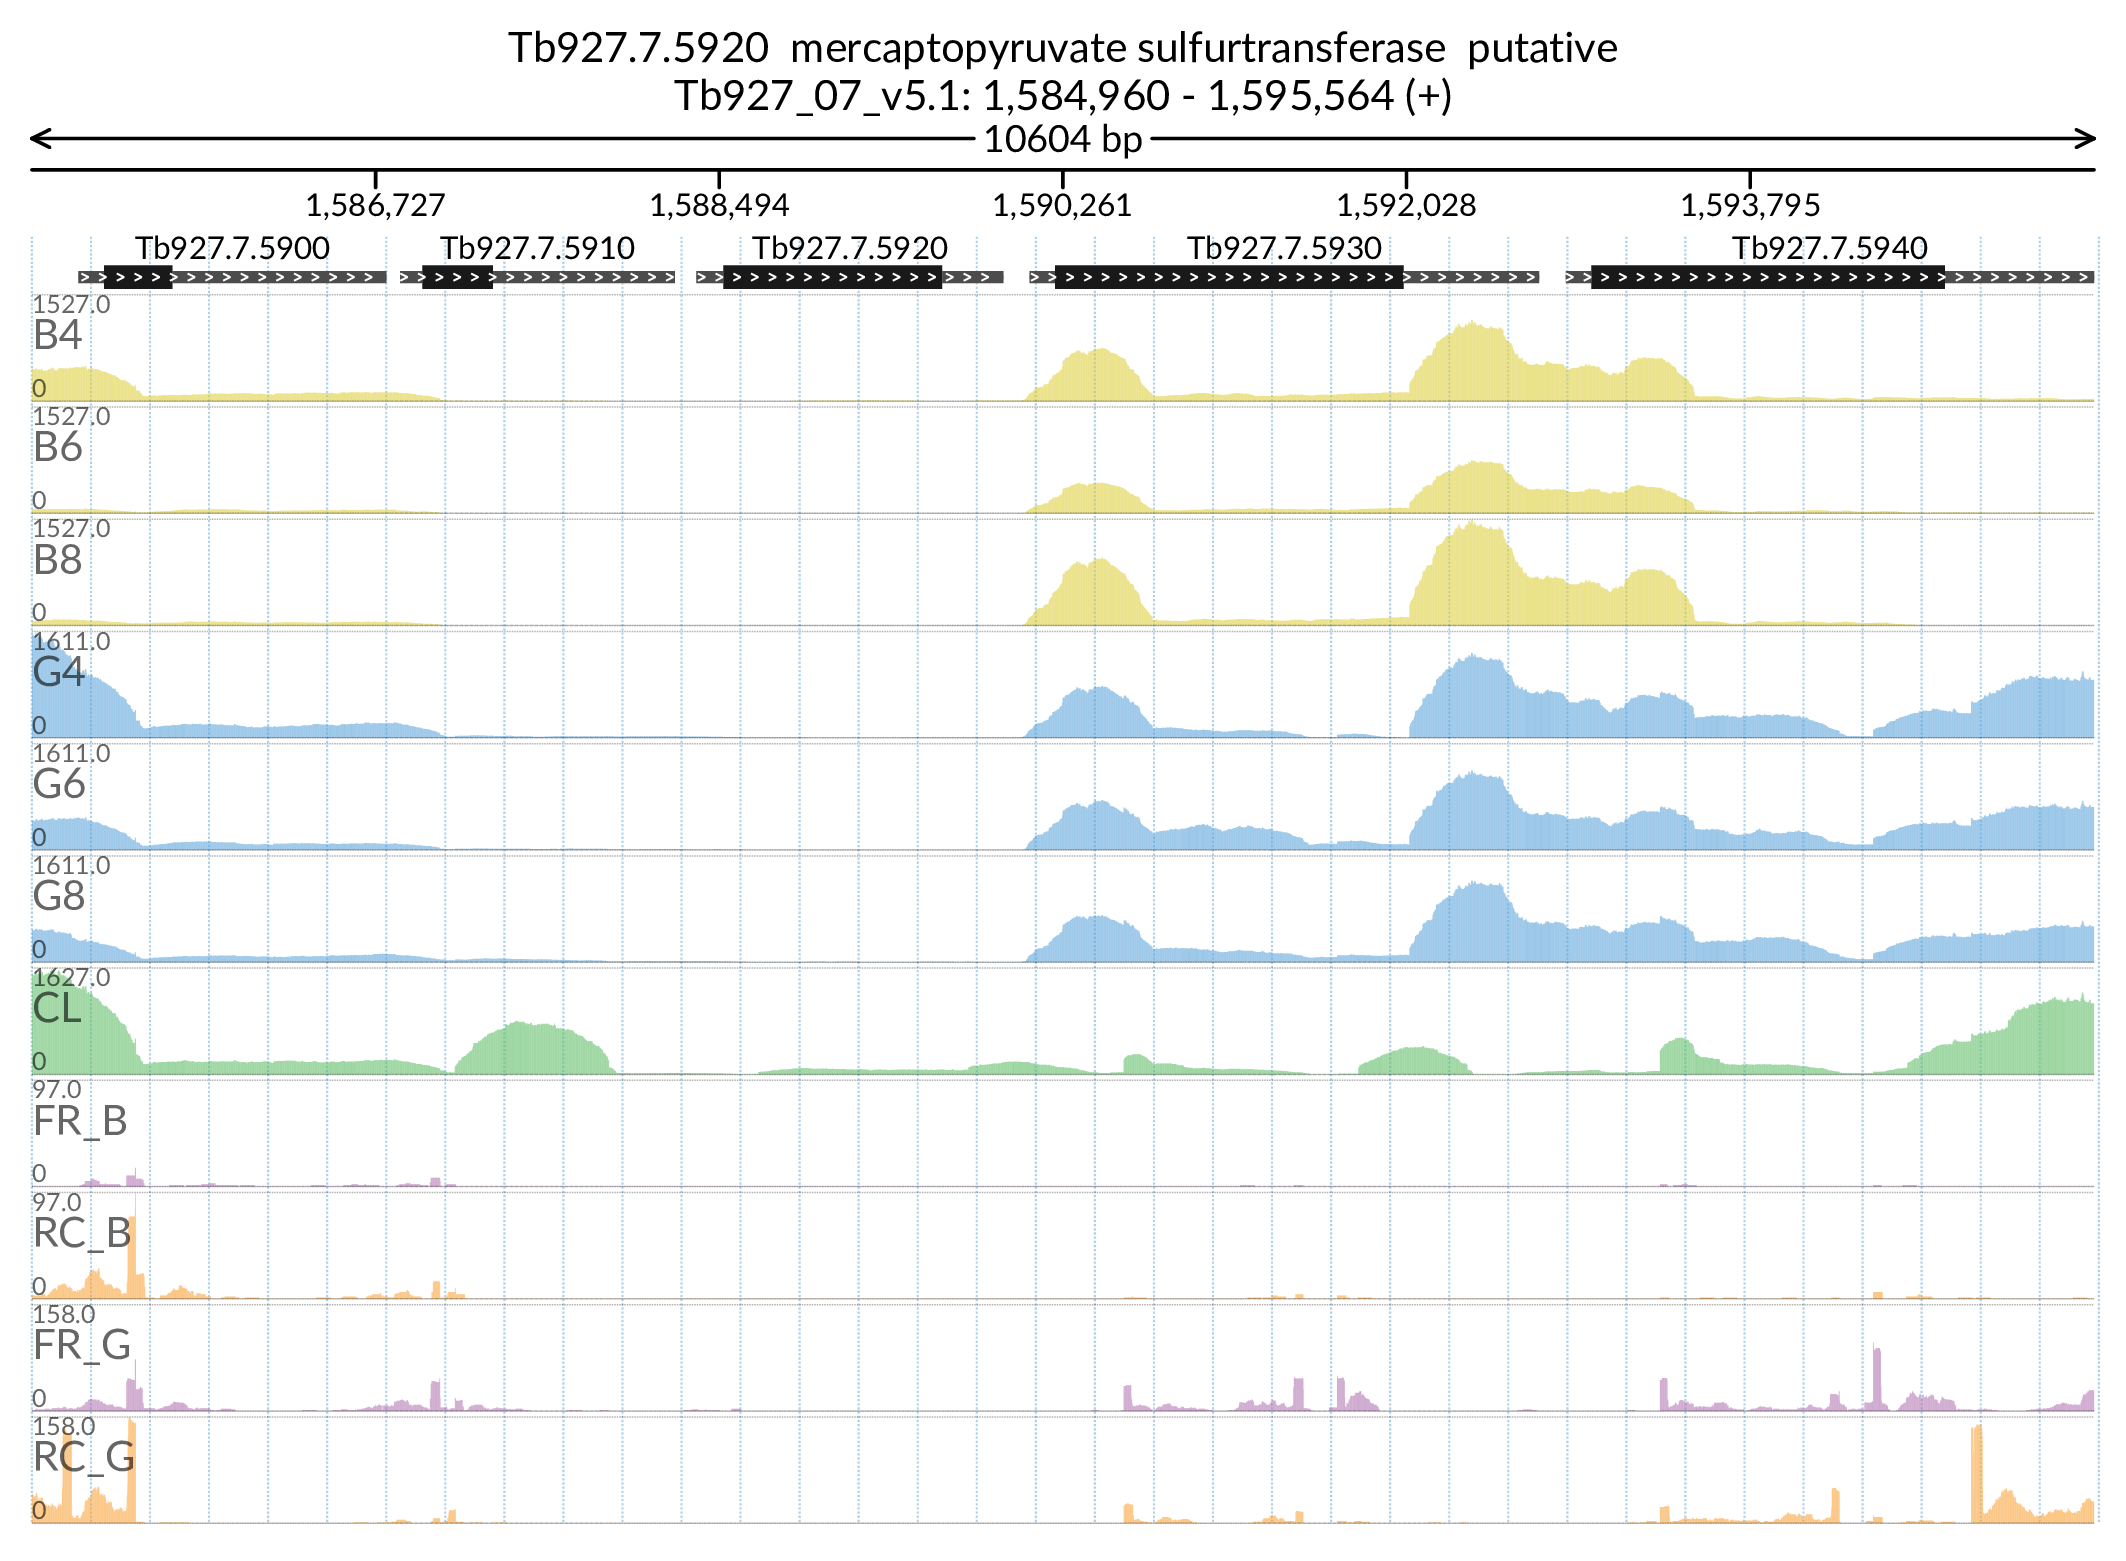 Tb927.7.5920 mercaptopyruvate sulfurtransferase putative
Tb927_07_v5.1: 1,584,960 - 1,595,564 (+)
10604 bp
1,586,727 1,588,494 1,590,261 1,592,028 1,593,795
Tb927.7.5900 Tb927.7.5910 Tb927.7.5920 Tb927.7.5930 Tb927.7.5940
1527.0
B4
0
1527.0
B6
0
1527.0
B8
0
1611.0
G4
0
1611.0
G6
0
1611.0
G8
0
1627.0
CL
0
97.0
FR_B
0
97.0
RC_B
0
158.0
FR_G
0
158.0
RC_G
0